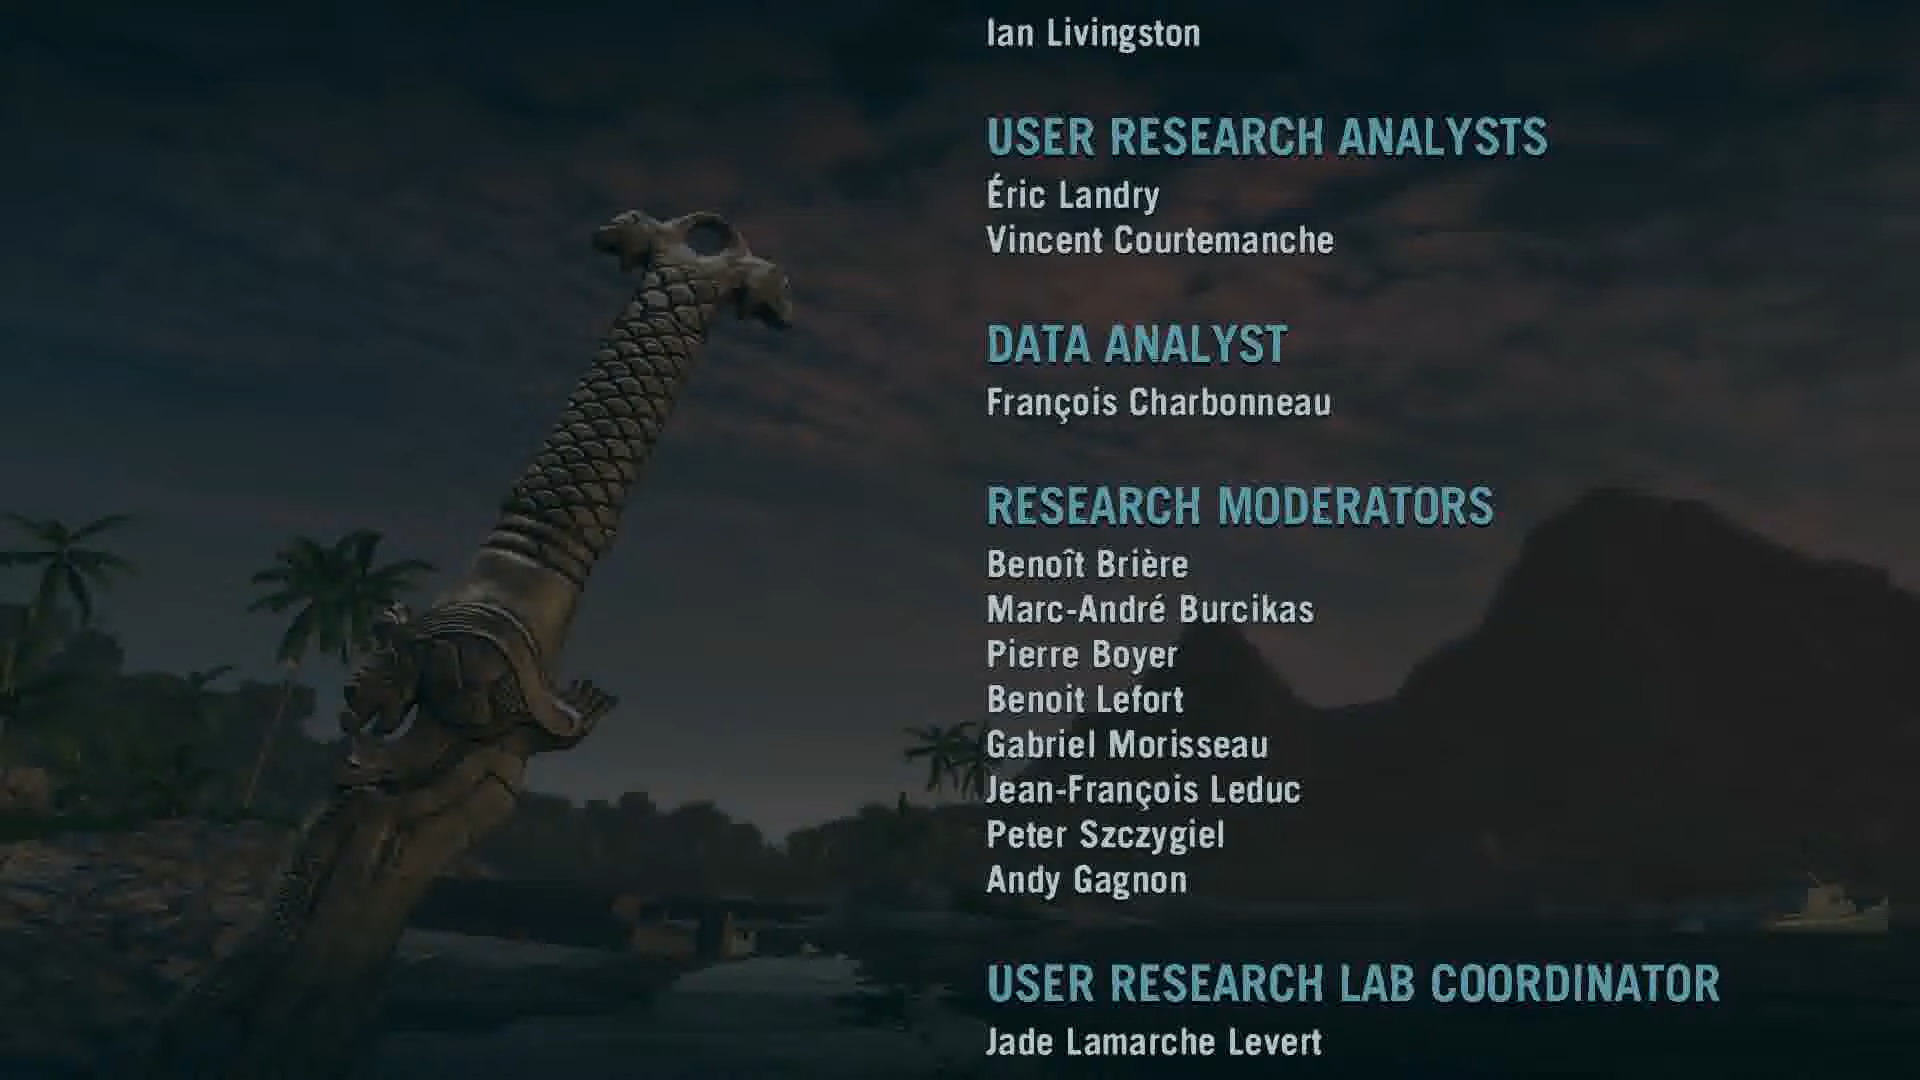 Ian Livingston
USER RESEARCH ANALYSTS
Éric Landry
Vincent Courtemanche
DATA ANALYST
François Charbonneau
RESEARCH MODERATORS
Benoît Brière
Marc-André Burcikas
Pierre Boyer
Benoit Lefort
Gabriel Morisseau
Jean-François Leduc
Peter Szczygiel
Andy Gagnon
USER RESEARCH LAB COORDINATOR
Jade Lamarche Levert